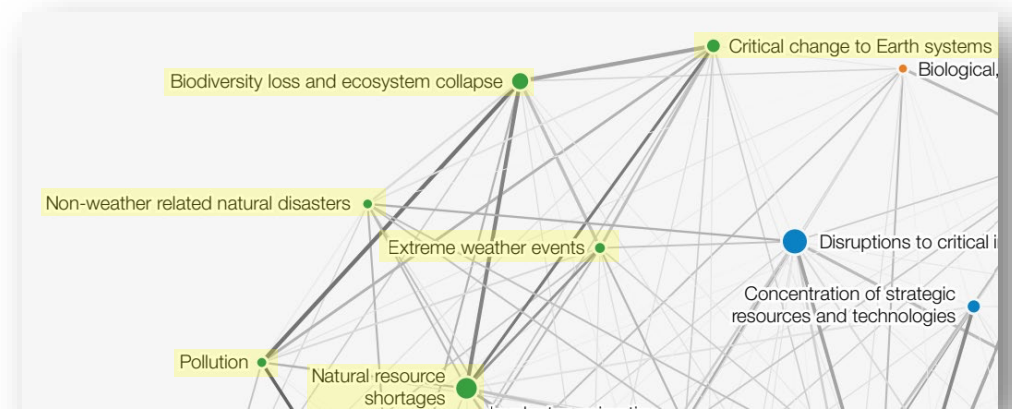 Critical change to Earth systems
Biological,
Biodiversity loss and ecosystem collapse
Non-weather related natural disasters
Extreme weather events
Disruptions to critical i
Concentration of strategic
resources and technologies
Pollution
Natural resource
shortages